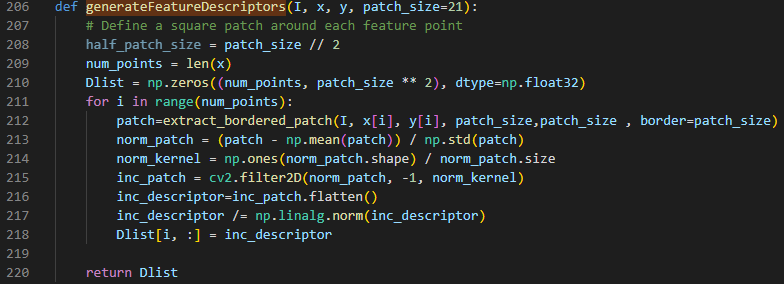 206 def generateFeatureDescriptors(I, x, y, patch_size=21):
207     # Define a square patch around each feature point
208     half_patch_size = patch_size // 2
209     num_points = len(x)
210     Dlist = np.zeros((num_points, patch_size ** 2), dtype=np.float32)
211     for i in range(num_points):
212         patch=extract_bordered_patch(I, x[i], y[i], patch_size,patch_size , border=patch_size)
213         norm_patch = (patch - np.mean(patch)) / np.std(patch)
214         norm_kernel = np.ones(norm_patch.shape) / norm_patch.size
215         inc_patch = cv2.filter2D(norm_patch, -1, norm_kernel)
216         inc_descriptor=inc_patch.flatten()
217         inc_descriptor /= np.linalg.norm(inc_descriptor)
218         Dlist[i, :] = inc_descriptor
219
220     return Dlist